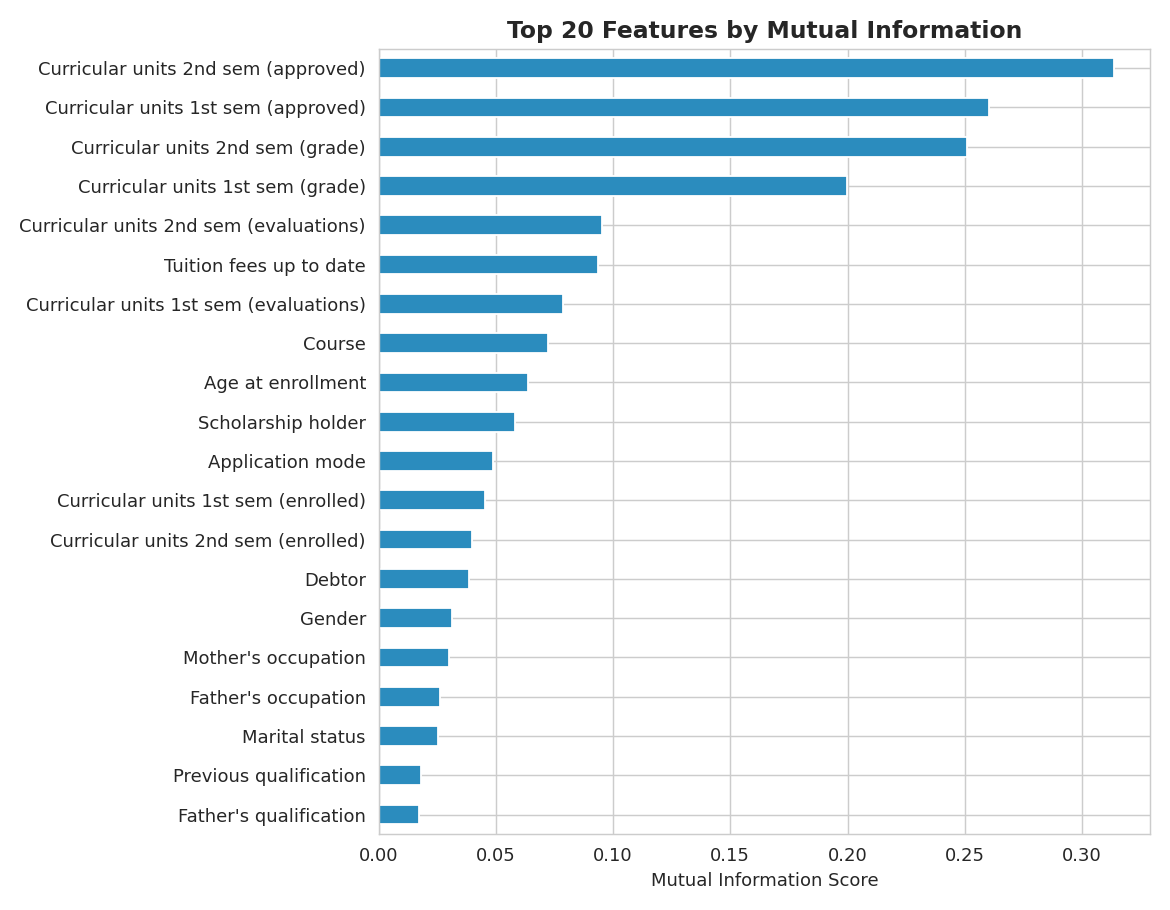 Top 20 Features by Mutual Information
Curricular units 2nd sem (approved)
Curricular units 1st sem (approved)
Curricular units 2nd sem (grade)
Curricular units 1st sem (grade)
Curricular units 2nd sem (evaluations)
Tuition fees up to date
Curricular units 1st sem (evaluations)
Course
Age at enrollment
Scholarship holder
Application mode
Curricular units 1st sem (enrolled)
Curricular units 2nd sem (enrolled)
Debtor
Gender
Mother's occupation
Father's occupation
Marital status
Previous qualification
Father's qualification
0.00 0.05 0.10 0.15 0.20 0.25 0.30
Mutual Information Score